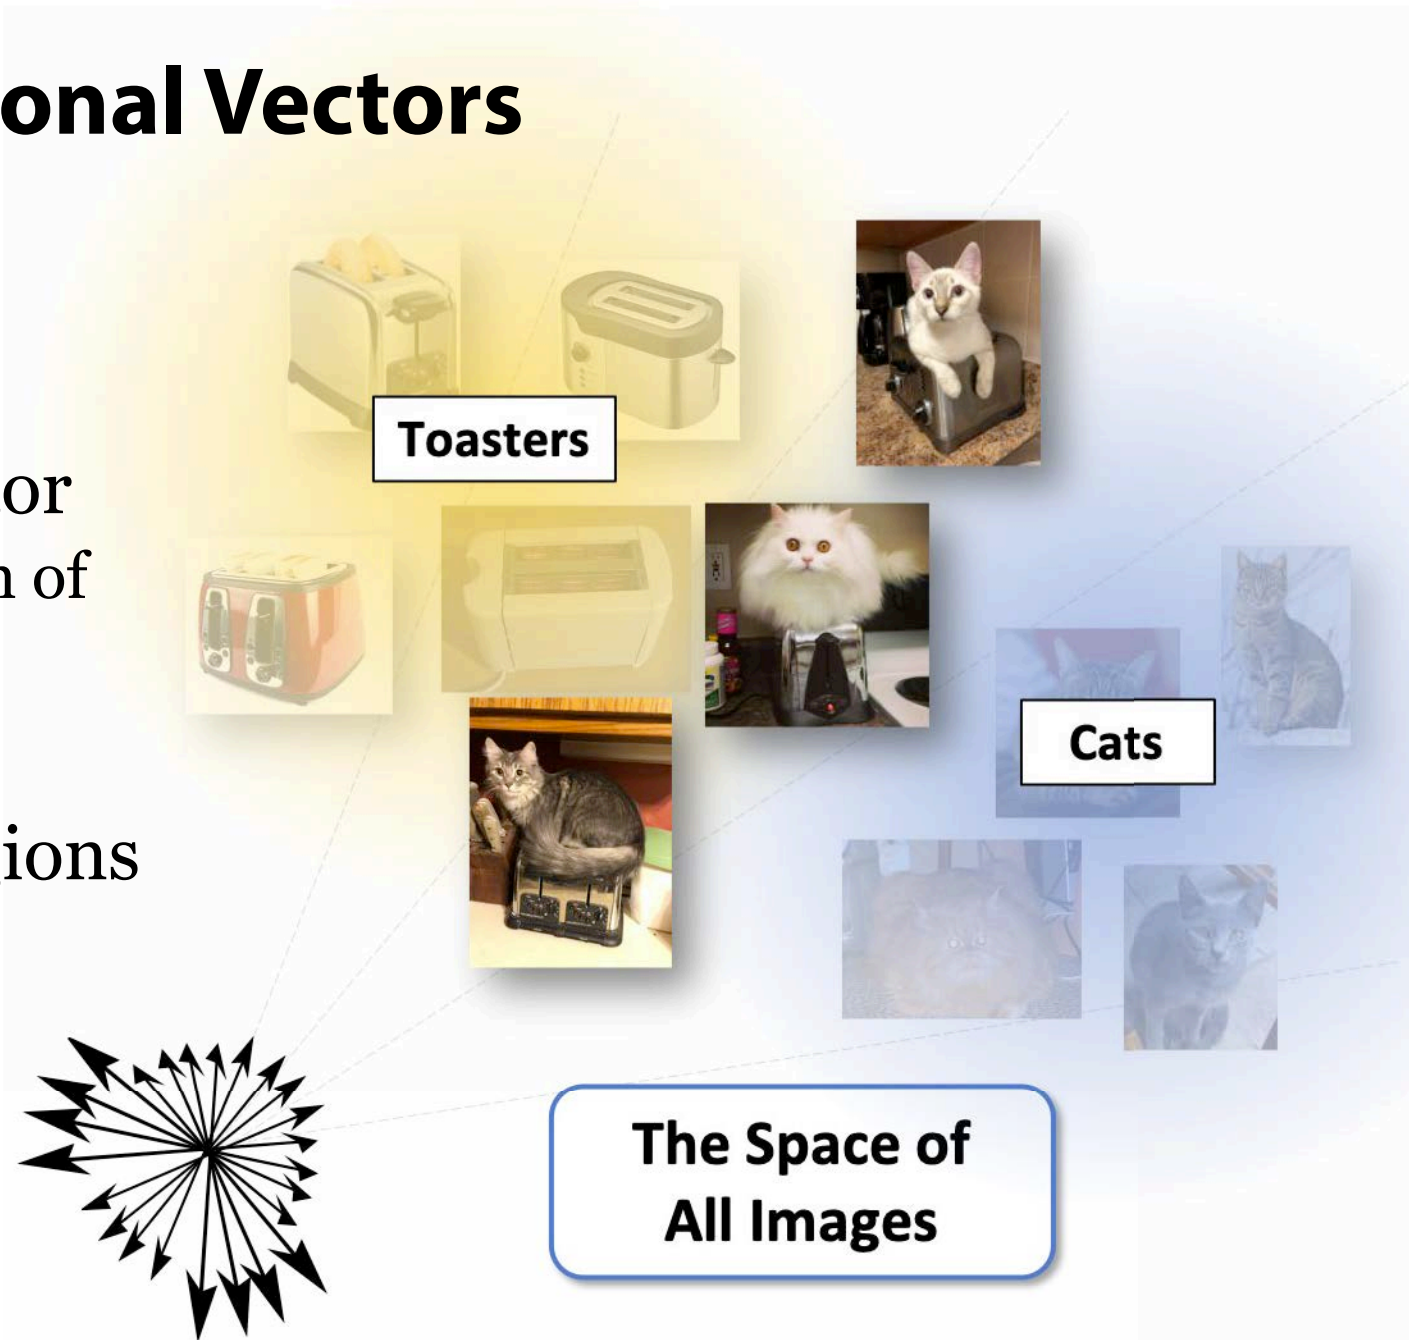 onal Vectors
Toasters
or
n of
Cats
ions
The Space of
All Images